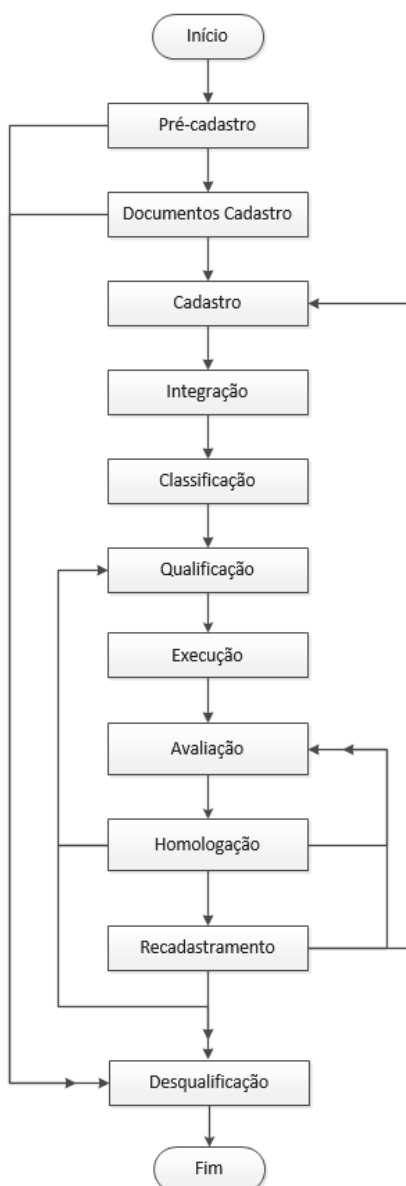 Início
Pré-cadastro
Documentos Cadastro
Cadastro
Integração
Classificação
Qualificação
Execução
Avaliação
Homologação
Recadastramento
Desqualificação
Fim